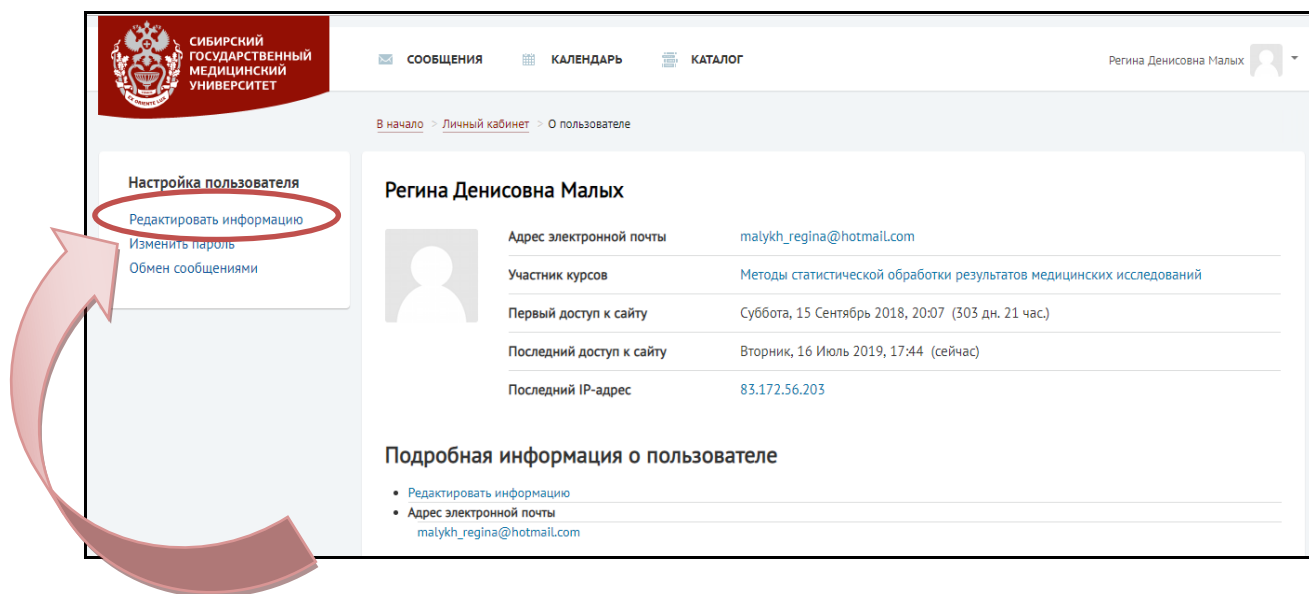 СИБИРСКИЙ
ГОСУДАРСТВЕННЫЙ
МЕДИЦИНСКИЙ
УНИВЕРСИТЕТ
EX ORIENTE LUX
СООБЩЕНИЯ КАЛЕНДАРЬ КАТАЛОГ Регина Денисовна Малых
В начало > Личный кабинет > О пользователе
Настройка пользователя
Редактировать информацию
Изменить пароль
Обмен сообщениями
Регина Денисовна Малых
Адрес электронной почты malykh_regina@hotmail.com
Участник курсов Методы статистической обработки результатов медицинских исследований
Первый доступ к сайту Суббота, 15 Сентябрь 2018, 20:07 (303 дн. 21 час.)
Последний доступ к сайту Вторник, 16 Июль 2019, 17:44 (сейчас)
Последний IP-адрес 83.172.56.203
Подробная информация о пользователе
• Редактировать информацию
• Адрес электронной почты
malykh_regina@hotmail.com